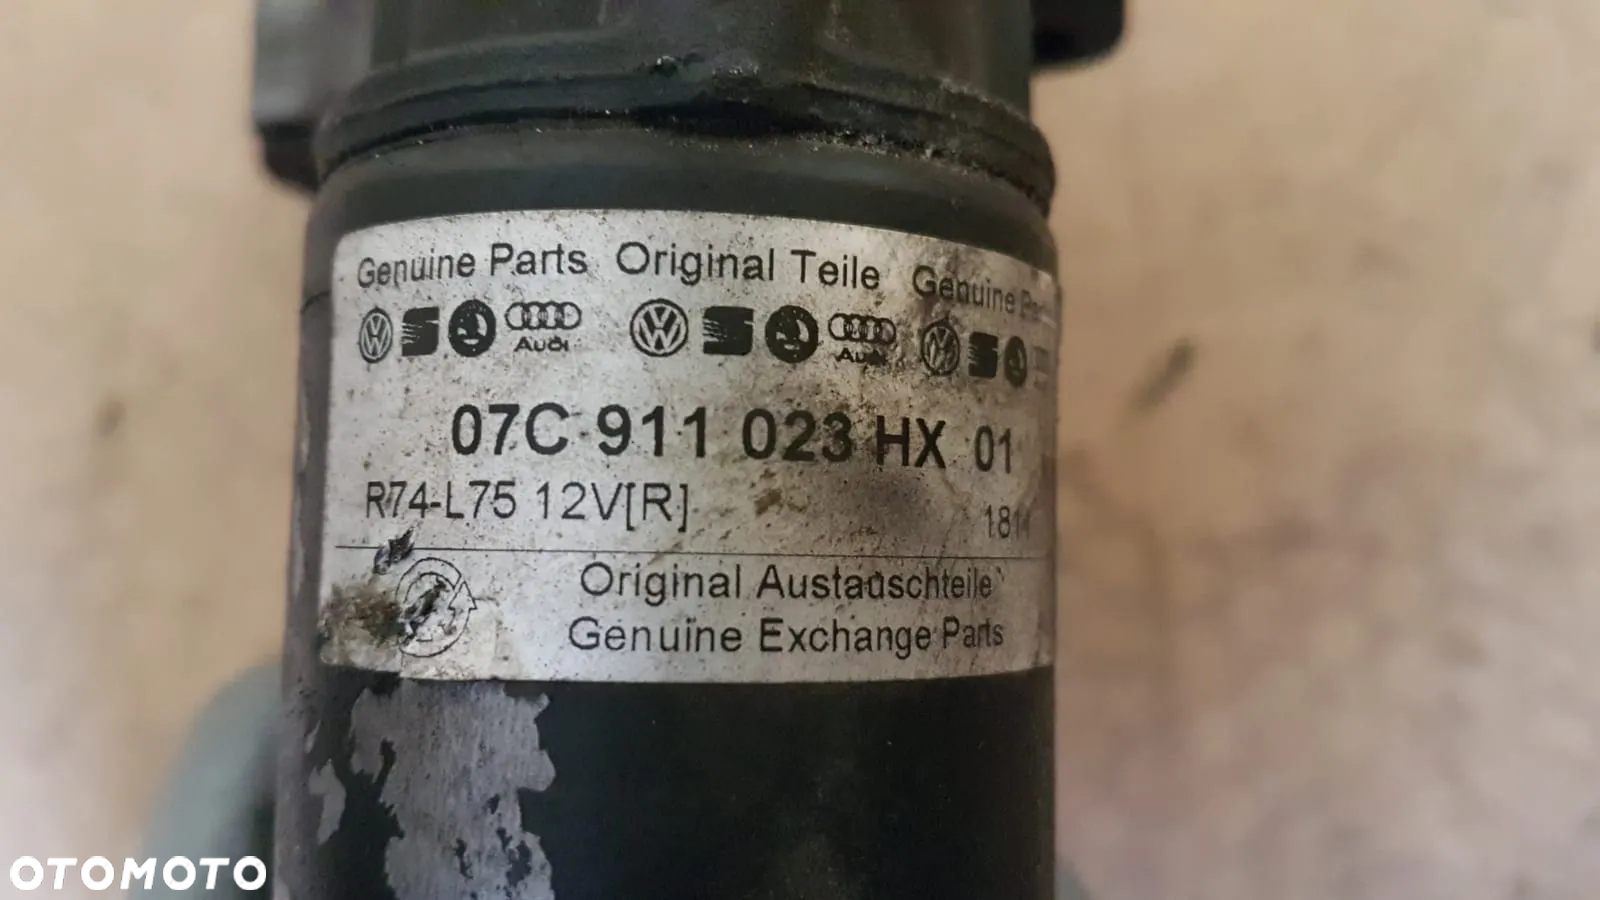 Genuine Parts Original Teile Genuine Parts
Audi Audi
07C 911 023 HX 01
R74-L75 12V[R]
Original Austauschteile
Genuine Exchange Parts
OTOMOTO